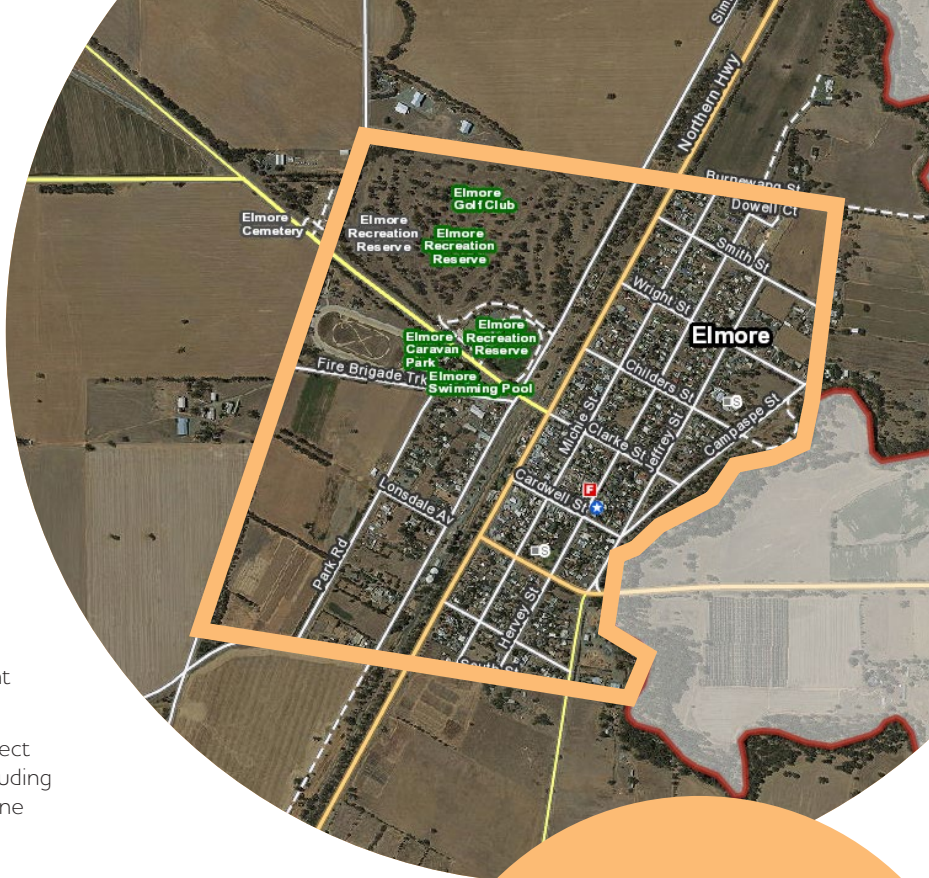 Northern Hwy
Burnewang St
Dowell Ct
Elmore
Golf Club
Elmore
Cemetery
Elmore
Recreation
Reserve
Elmore
Recreation
Reserve
Smith St
Wright St
Elmore
Elmore
Caravan
Park
Elmore
Recreation
Reserve
Fire Brigade Trk
Elmore
Swimming Pool
Childers St
Michie St
Clarke St
Jeffrey St
Campaspe St
Cardwell St
F
S
S
Lonsdale Av
Park Rd
Hervey St
South St
ect
uding
ne